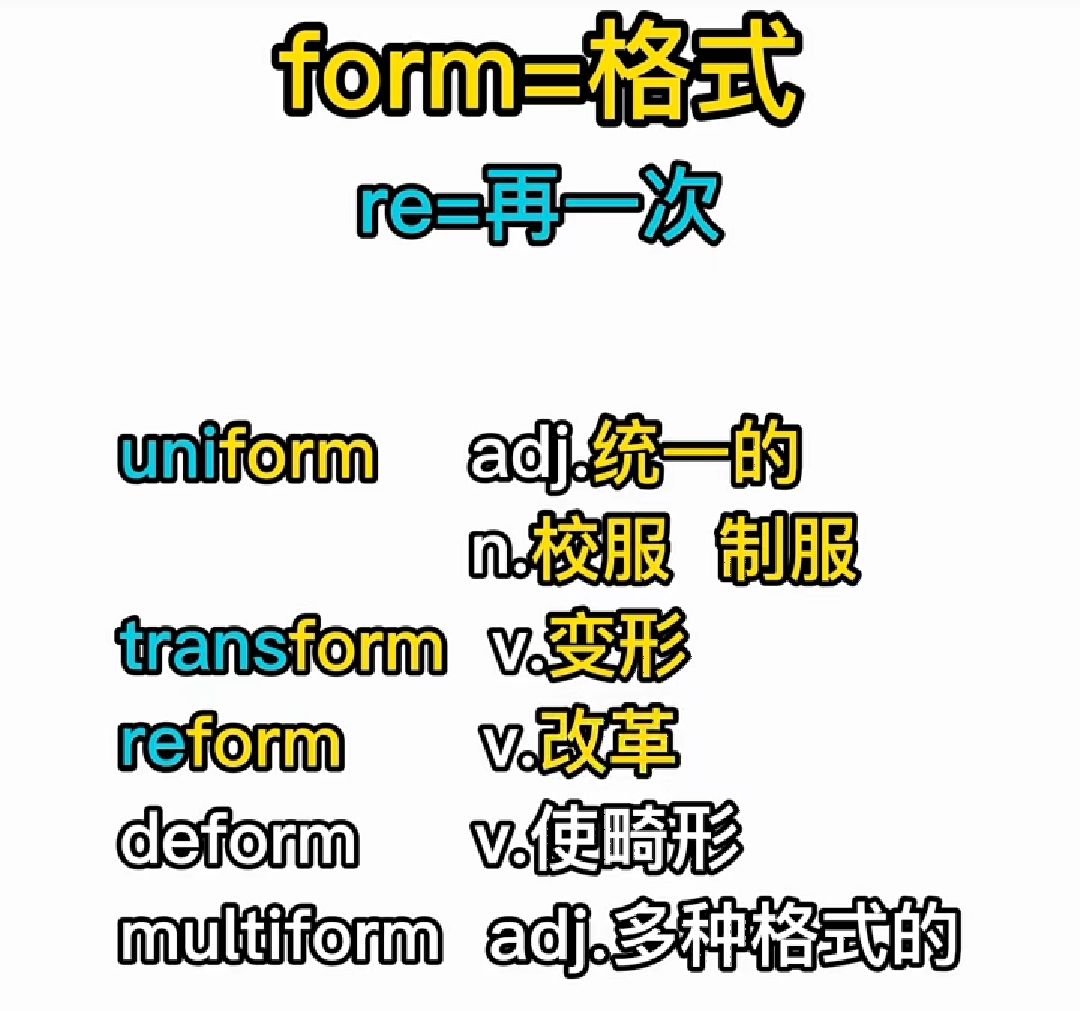 form=格式
re=再一次
uniform adj.统一的
n.校服 制服
transform v.变形
reform v.改革
deform v.使畸形
multiform adj.多种格式的